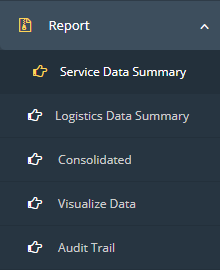 Report
Service Data Summary
Logistics Data Summary
Consolidated
Visualize Data
Audit Trail